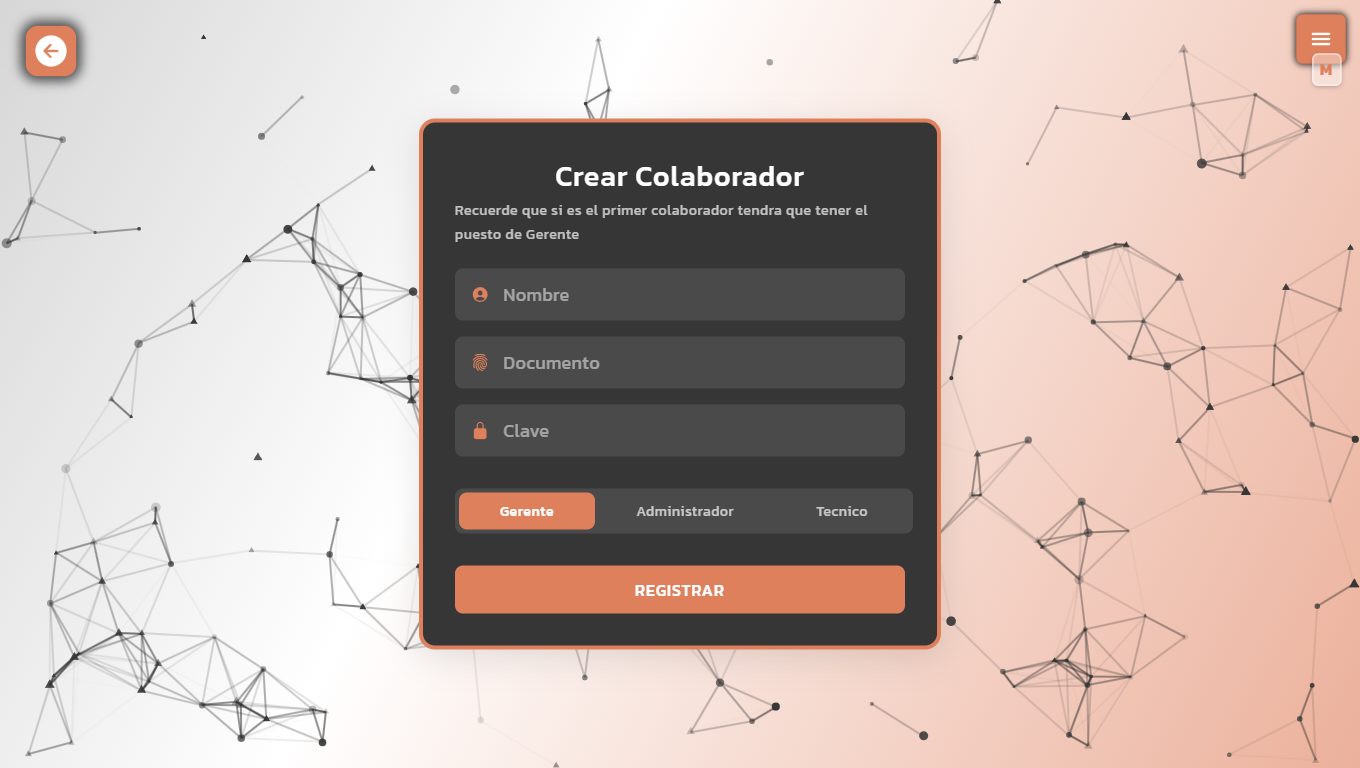 M
Crear Colaborador
Recuerde que si es el primer colaborador tendra que tener el
puesto de Gerente
Nombre
Documento
Clave
Gerente Administrador Tecnico
REGISTRAR